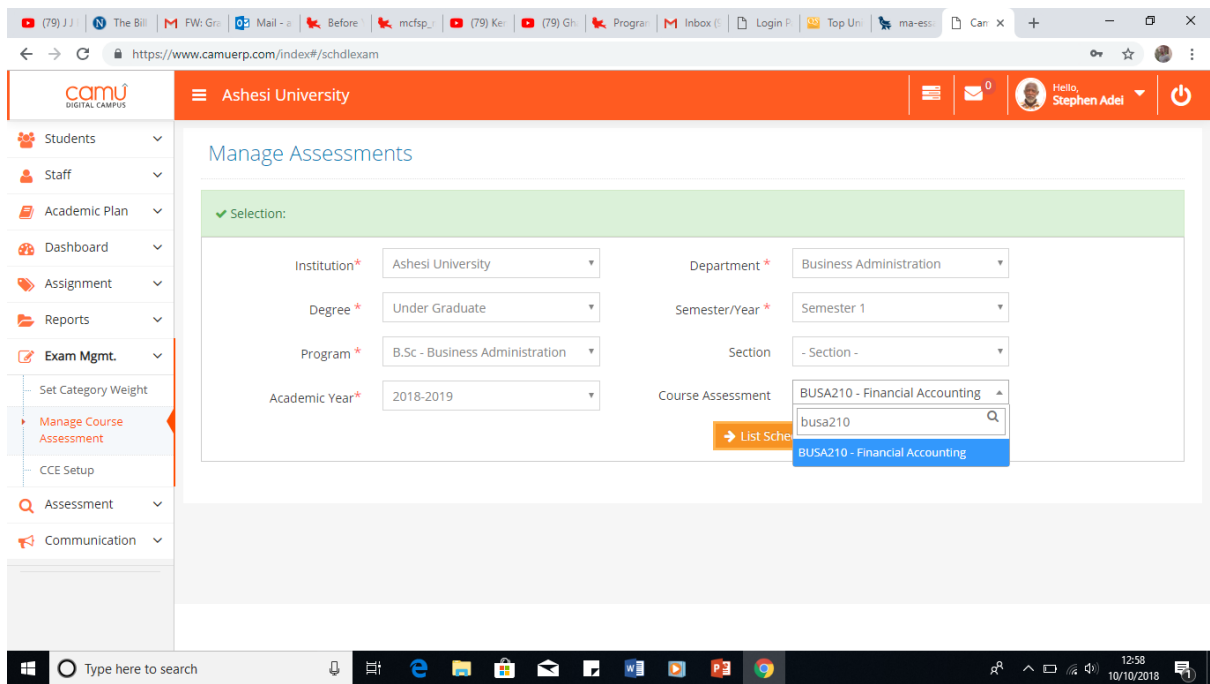 (79) J J
The Bil
FW: Gra
Mail - a
Before
mcfsp_
(79) Ker
(79) Gh
Progran
Inbox (
Login P
Top Uni
ma-ess
Cam
https://www.camuerp.com/index#/schdlexam
camu
DIGITAL CAMPUS
Ashesi University
0
Hello,
Stephen Adei
Students
Staff
Academic Plan
Dashboard
Assignment
Reports
Exam Mgmt.
Set Category Weight
Manage Course
Assessment
CCE Setup
Assessment
Communication
Manage Assessments
Selection:
Institution* Ashesi University Department * Business Administration
Degree * Under Graduate Semester/Year * Semester 1
Program * B.Sc - Business Administration Section - Section -
Academic Year* 2018-2019 Course Assessment BUSA210 - Financial Accounting
busa210
List Sche
BUSA210 - Financial Accounting
Type here to search
12:58
10/10/2018
1